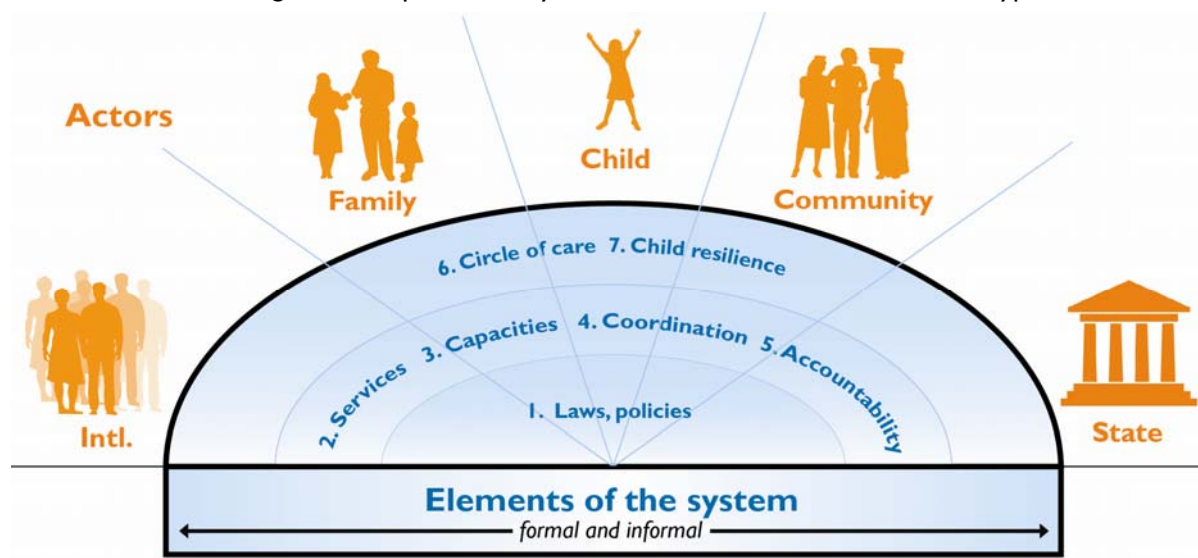 Actors
Family
Child
Community
Intl.
State
6. Circle of care 7. Child resilience
2. Services 3. Capacities 4. Coordination 5. Accountability
1. Laws, policies
Elements of the system
formal and informal